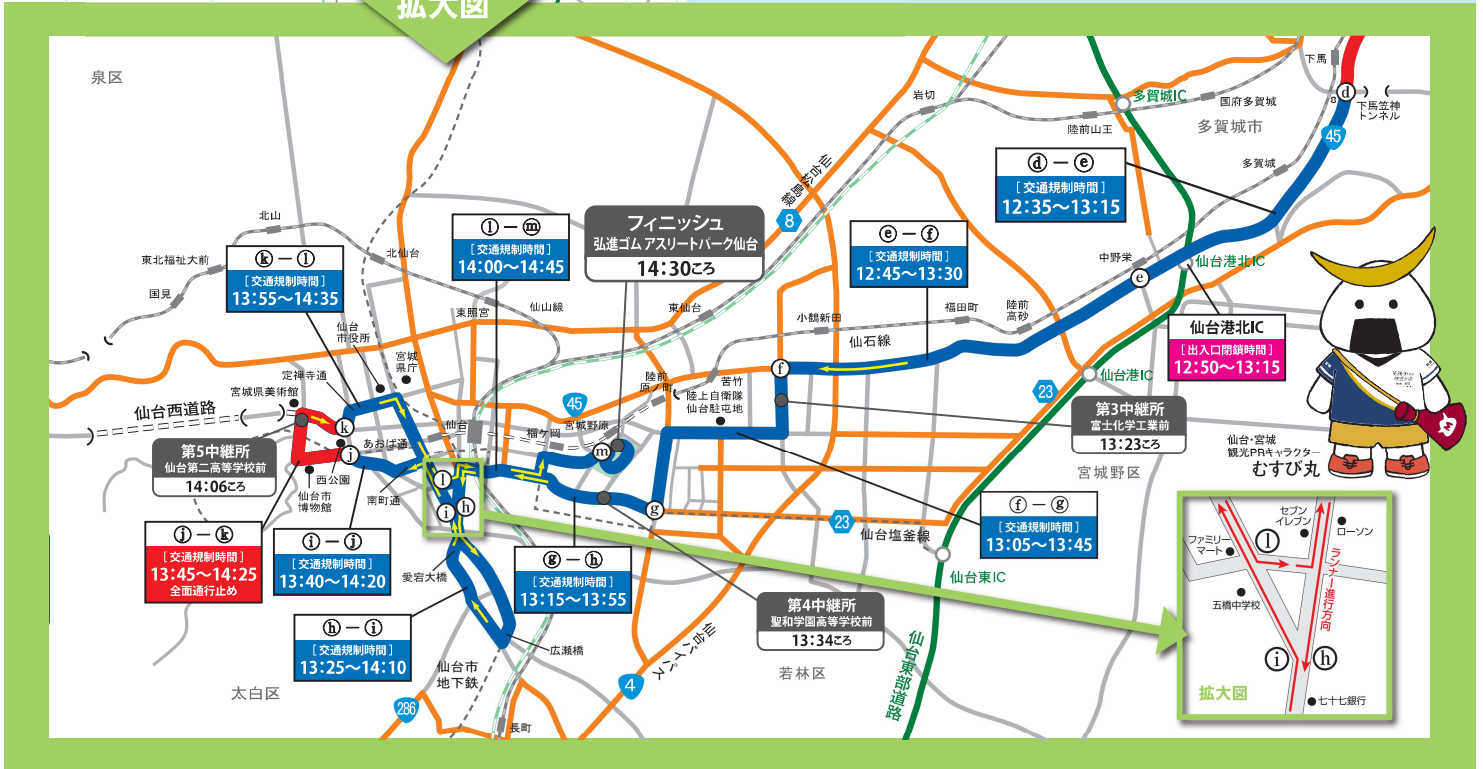 拡大図
泉区
下馬
d
下馬笠神
トンネル
多賀城IC
国府多賀城
岩切
陸前山王
多賀城市
45
多賀城
ⓓ－ⓔ
[交通規制時間]
12:35〜13:15
仙台松島線
8
北山
東北福祉大前
国見
北仙台
ⓚ－ⓛ
[交通規制時間]
13:55〜14:35
ⓛ－ⓜ
[交通規制時間]
14:00〜14:45
フィニッシュ
弘進ゴム アスリートパーク仙台
14:30ころ
ⓔ－ⓕ
[交通規制時間]
12:45〜13:30
中野栄
e
仙台港北IC
仙台港北IC
[出入口閉鎖時間]
12:50〜13:15
東照宮
仙山線
東仙台
小鶴新田
福田町
陸前
高砂
仙石線
仙台
市役所
宮城
県庁
定禅寺通
宮城県美術館
仙台西道路
k
j
あおば通
仙台
榴ケ岡
宮城野原
陸前
原ノ町
45
苦竹
陸上自衛隊
仙台駐屯地
f
m
23
仙台港IC
第3中継所
富士化学工業前
13:23ころ
宮城野区
第5中継所
仙台第二高等学校前
14:06ころ
西公園
仙台市
博物館
南町通
l
i
h
g
23
仙台塩釜線
仙台東IC
ⓕ－ⓖ
[交通規制時間]
13:05〜13:45
ⓙ－ⓚ
[交通規制時間]
13:45〜14:25
全面通行止め
ⓘ－ⓙ
[交通規制時間]
13:40〜14:20
愛宕大橋
ⓖ－ⓗ
[交通規制時間]
13:15〜13:55
第4中継所
聖和学園高等学校前
13:34ころ
ⓗ－ⓘ
[交通規制時間]
13:25〜14:10
広瀬橋
仙台市
地下鉄
太白区
286
長町
4
仙台バイパス
若林区
仙台東部道路
仙台・宮城
観光PRキャラクター
むすび丸
セブン
イレブン
ローソン
ファミリー
マート
l
五橋中学校
ランナー進行方向
i
h
拡大図
七十七銀行